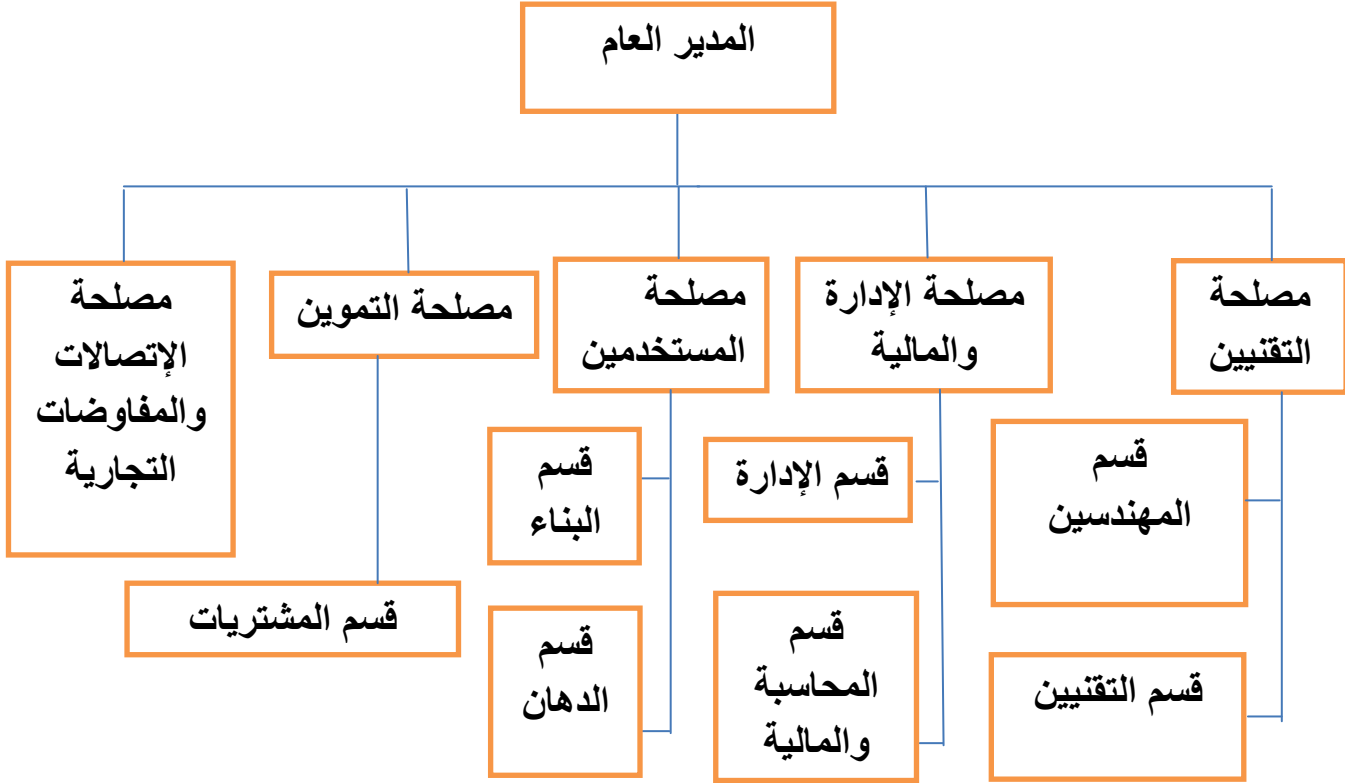 المدير العام
مصلحة
التقنيين
مصلحة الإدارة
والمالية
مصلحة
المستخدمين
مصلحة التموين
مصلحة
الإتصالات
والمفاوضات
التجارية
قسم
المهندسين
قسم التقنيين
قسم الإدارة
قسم
المحاسبة
والمالية
قسم
البناء
قسم
الدهان
قسم المشتريات